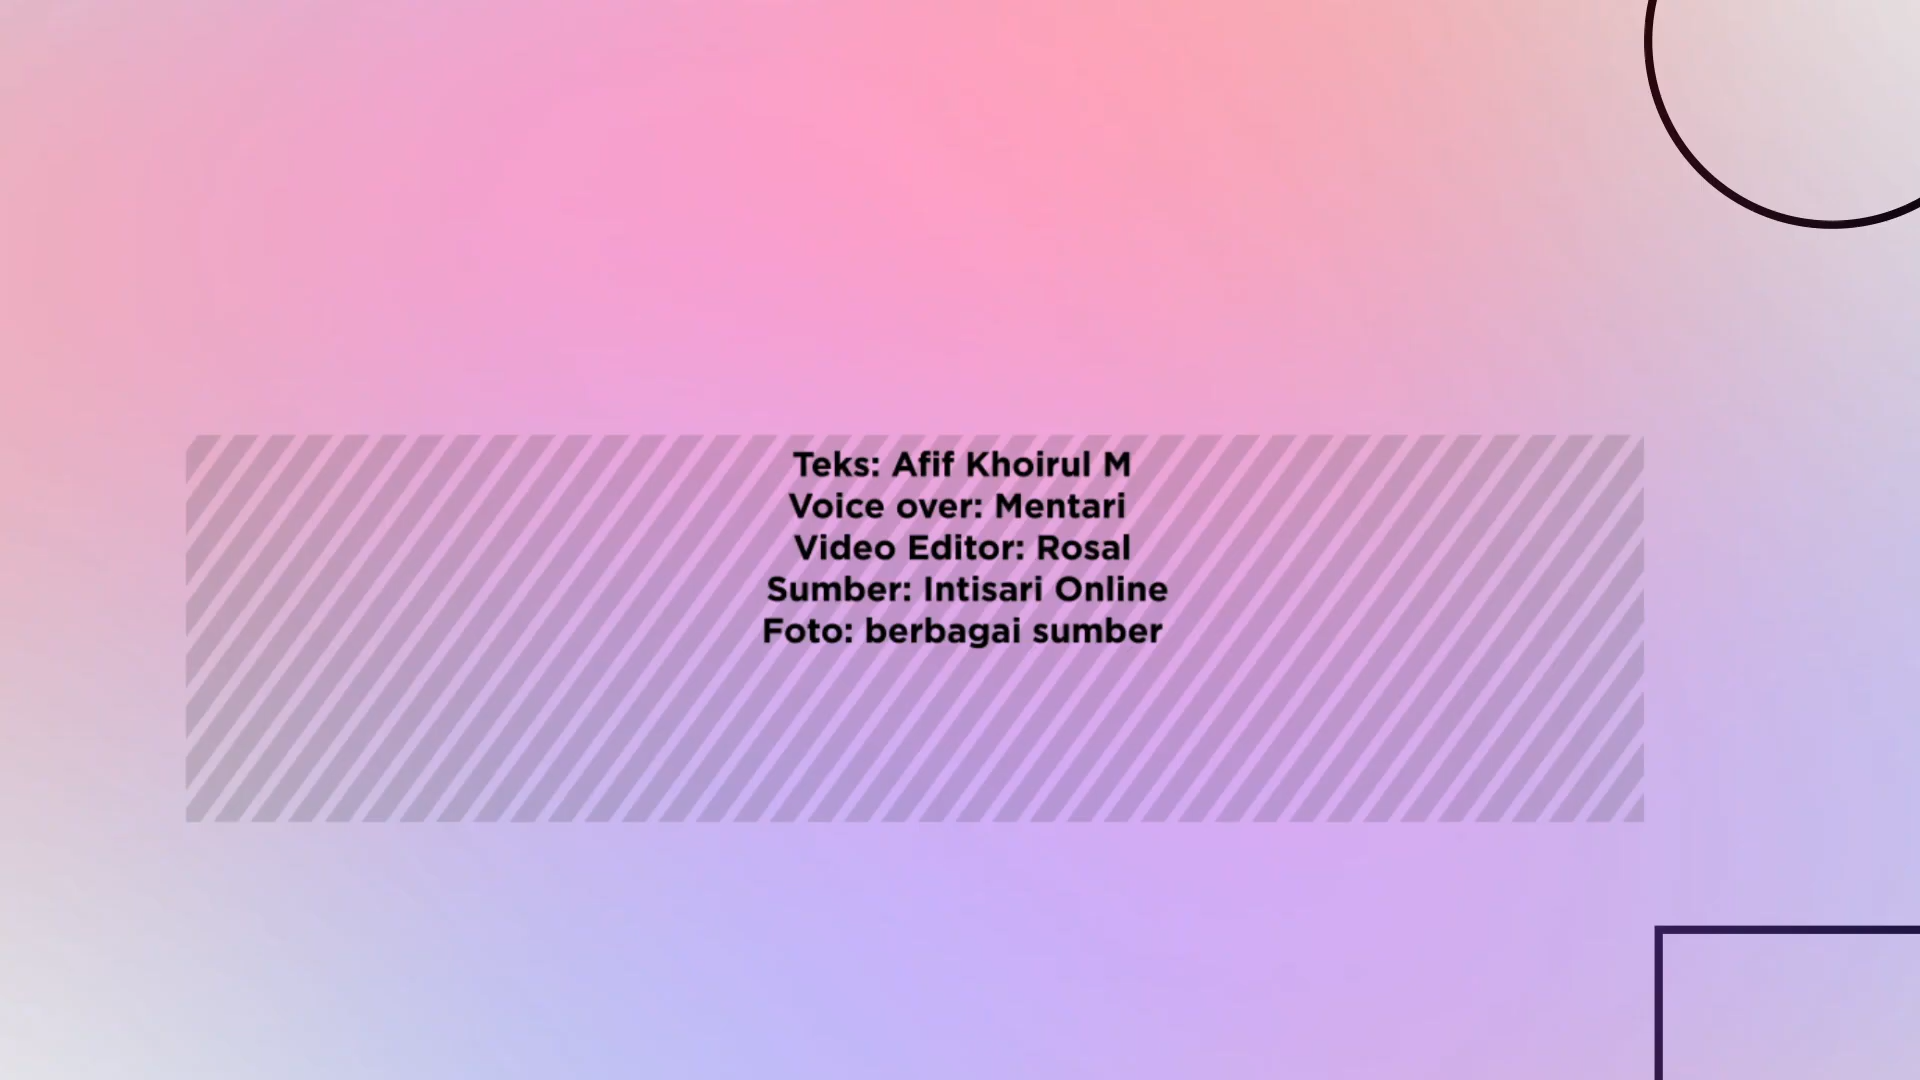 Teks: Afif Khoirul M
Voice over: Mentari
Video Editor: Rosal
Sumber: Intisari Online
Foto: berbagai sumber